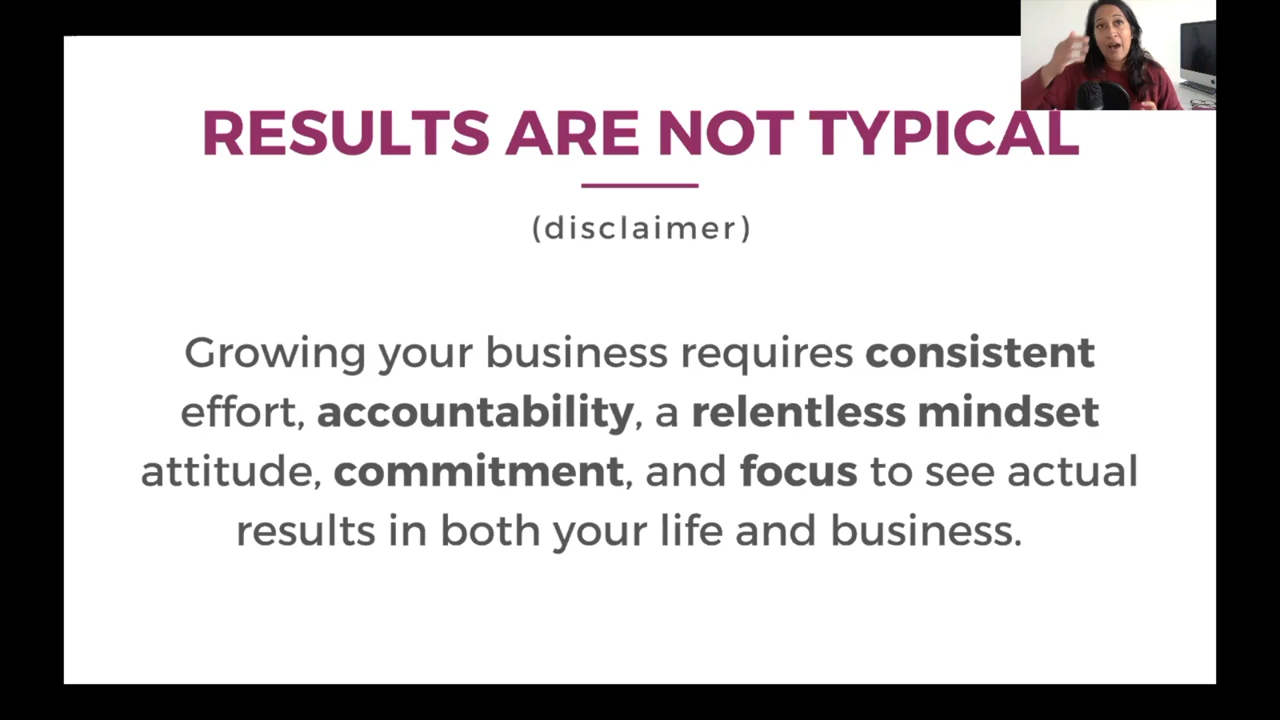 RESULTS ARE NOT TYPICAL
(disclaimer)
Growing your business requires consistent
effort, accountability, a relentless mindset
attitude, commitment, and focus to see actual
results in both your life and business.